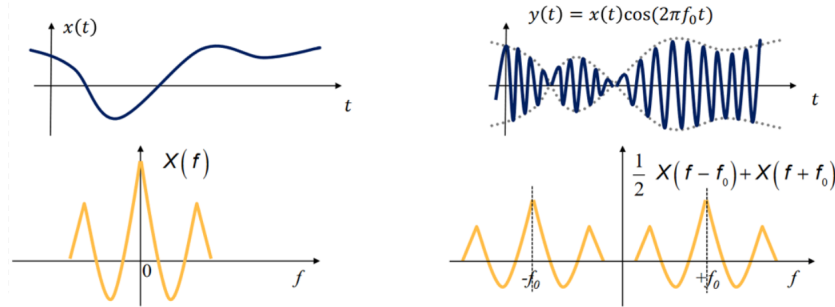 x(t)
t
y(t) = x(t)cos(2πf₀t)
t
X(f)
0
f
1/2 X(f − f₀)+X(f + f₀)
-f₀
+f₀
f